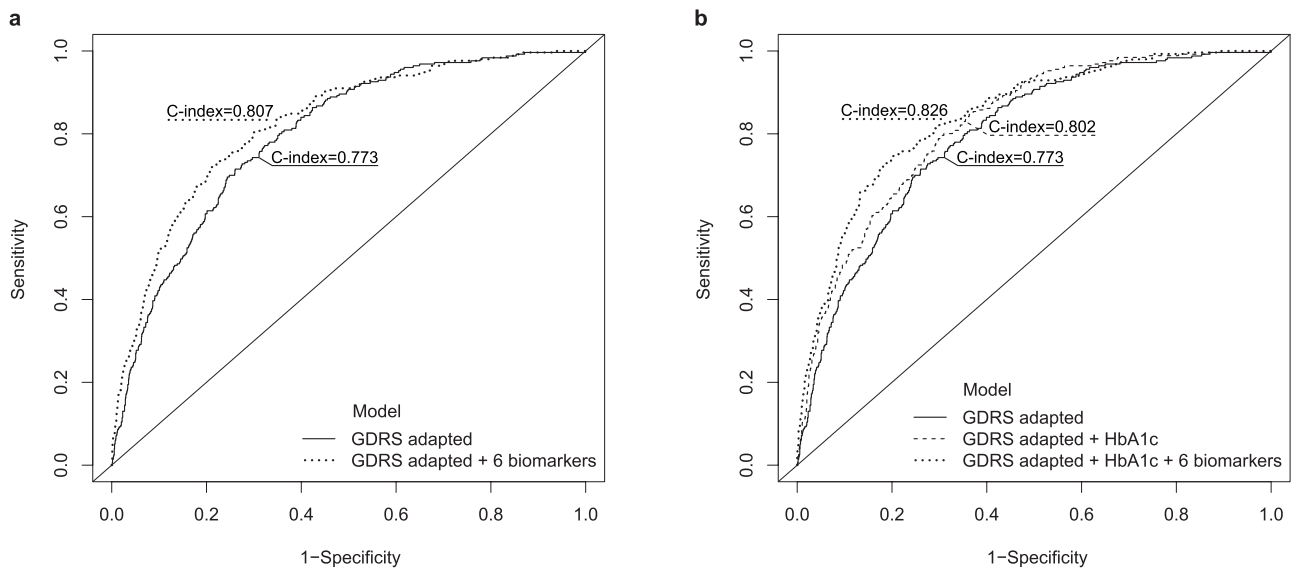 a
1.0
0.8
0.6
0.4
0.2
0.0
Sensitivity
C-index=0.807
C-index=0.773
Model
GDRS adapted
GDRS adapted + 6 biomarkers
0.0 0.2 0.4 0.6 0.8 1.0
1−Specificity
b
1.0
0.8
0.6
0.4
0.2
0.0
Sensitivity
C-index=0.826
C-index=0.802
C-index=0.773
Model
GDRS adapted
GDRS adapted + HbA1c
GDRS adapted + HbA1c + 6 biomarkers
0.0 0.2 0.4 0.6 0.8 1.0
1−Specificity